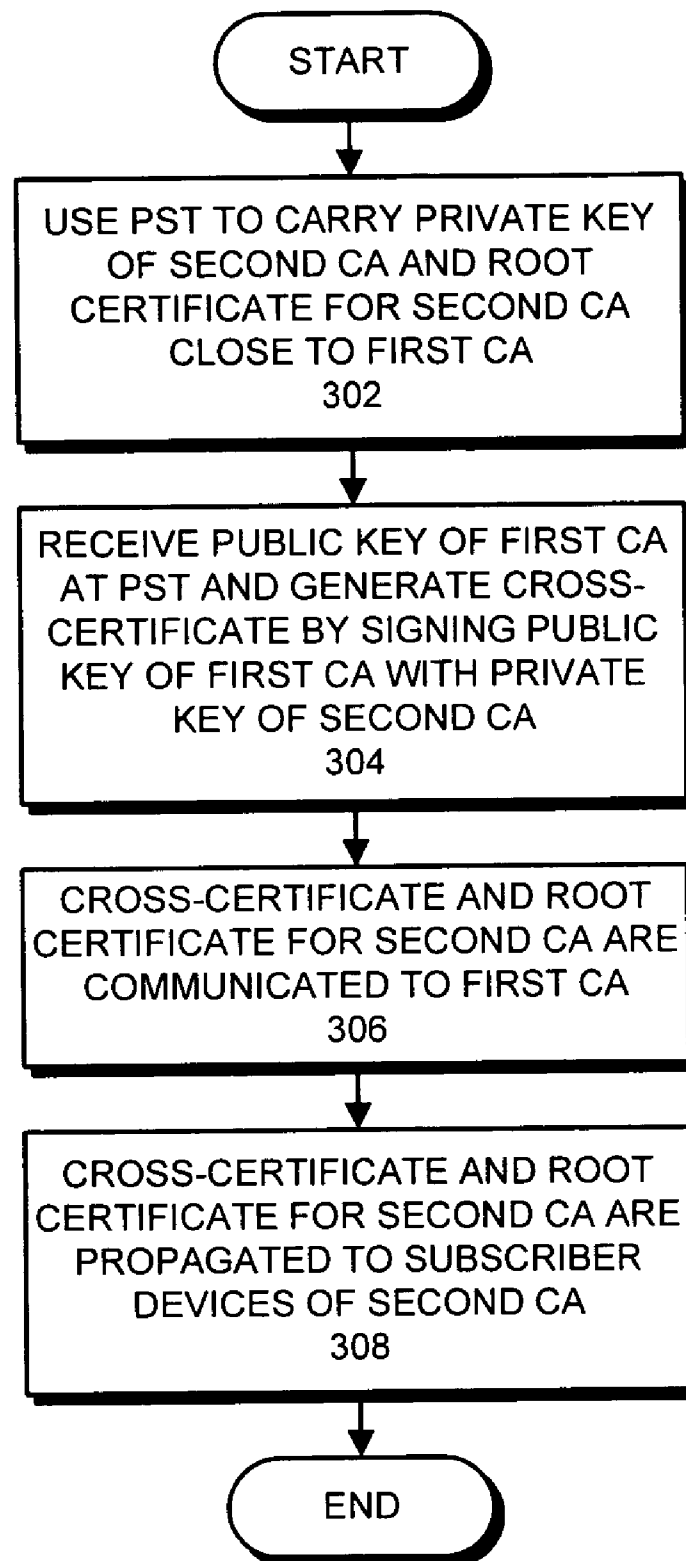 START
USE PST TO CARRY PRIVATE KEY
OF SECOND CA AND ROOT
CERTIFICATE FOR SECOND CA
CLOSE TO FIRST CA
302
RECEIVE PUBLIC KEY OF FIRST CA
AT PST AND GENERATE CROSS-
CERTIFICATE BY SIGNING PUBLIC
KEY OF FIRST CA WITH PRIVATE
KEY OF SECOND CA
304
CROSS-CERTIFICATE AND ROOT
CERTIFICATE FOR SECOND CA ARE
COMMUNICATED TO FIRST CA
306
CROSS-CERTIFICATE AND ROOT
CERTIFICATE FOR SECOND CA ARE
PROPAGATED TO SUBSCRIBER
DEVICES OF SECOND CA
308
END